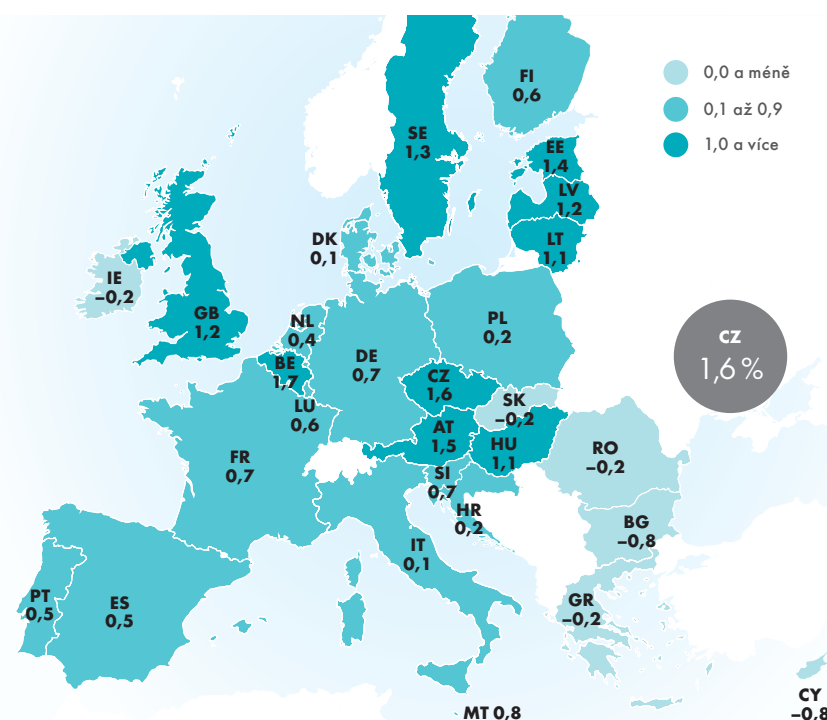 FI
0,6
0,0 a méně
0,1 až 0,9
1,0 a více
SE
1,3
EE
1,4
LV
1,2
LT
1,1
DK
0,1
IE
−0,2
GB
1,2
NL
0,4
BE
1,7
LU
0,6
DE
0,7
PL
0,2
CZ
1,6 %
CZ
1,6
SK
−0,2
AT
1,5
HU
1,1
RO
−0,2
FR
0,7
SI
0,7
HR
0,2
BG
−0,8
IT
0,1
PT
0,5
ES
0,5
GR
−0,2
CY
−0,8
MT 0,8